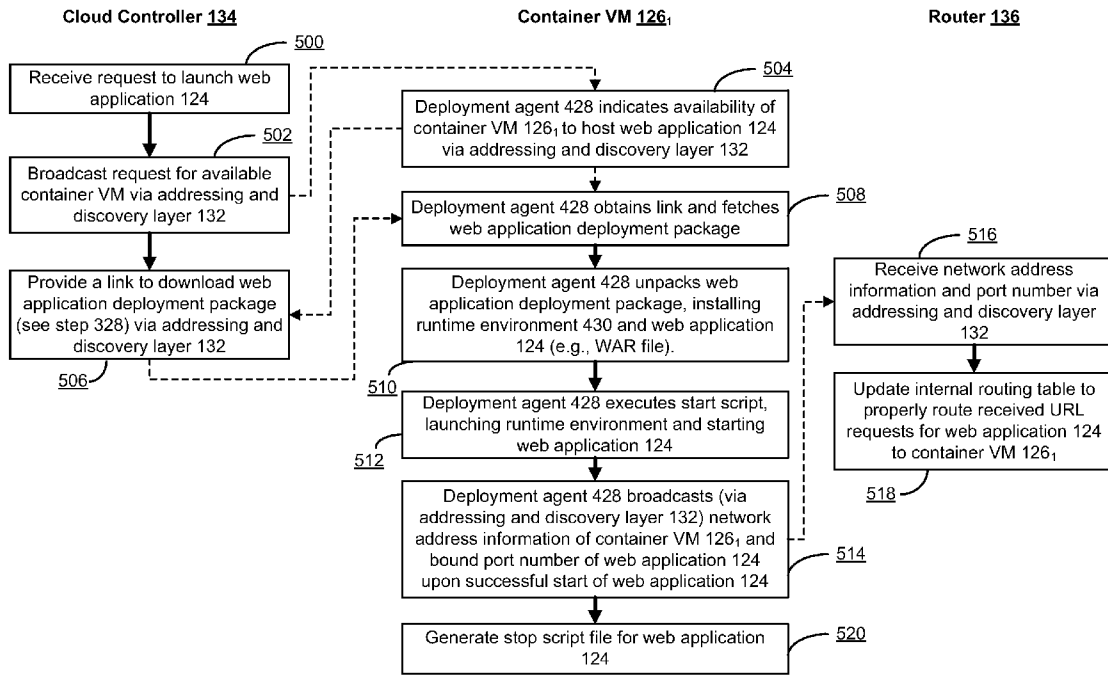 Cloud Controller 134
500
Receive request to launch web
application 124
502
Broadcast request for available
container VM via addressing and
discovery layer 132
Provide a link to download web
application deployment package
(see step 328) via addressing and
discovery layer 132
506
Container VM 126₁
504
Deployment agent 428 indicates availability of
container VM 126₁ to host web application 124
via addressing and discovery layer 132
Deployment agent 428 obtains link and fetches
web application deployment package
508
Deployment agent 428 unpacks web
application deployment package, installing
runtime environment 430 and web application
124 (e.g., WAR file).
510
Deployment agent 428 executes start script,
launching runtime environment and starting
web application 124
512
Deployment agent 428 broadcasts (via
addressing and discovery layer 132) network
address information of container VM 126₁ and
bound port number of web application 124
upon successful start of web application 124
514
Generate stop script file for web application
124
520
Router 136
516
Receive network address
information and port number via
addressing and discovery layer
132
Update internal routing table to
properly route received URL
requests for web application 124
to container VM 126₁
518